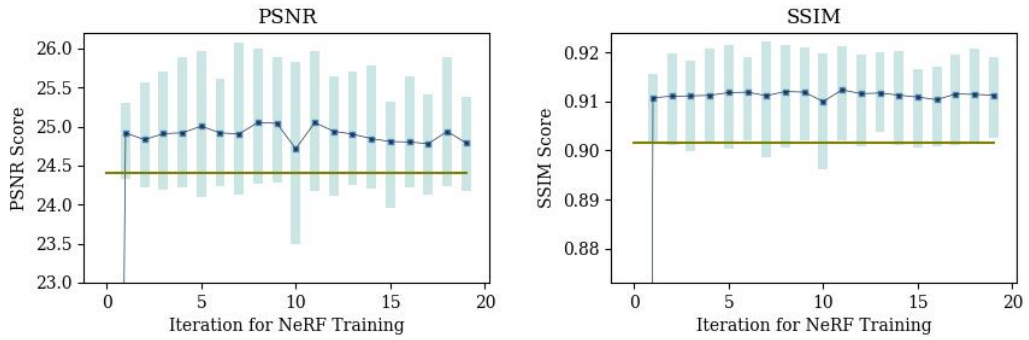 PSNR
PSNR Score
26.0
25.5
25.0
24.5
24.0
23.5
23.0
0 5 10 15 20
Iteration for NeRF Training
SSIM
SSIM Score
0.92
0.91
0.90
0.89
0.88
0 5 10 15 20
Iteration for NeRF Training